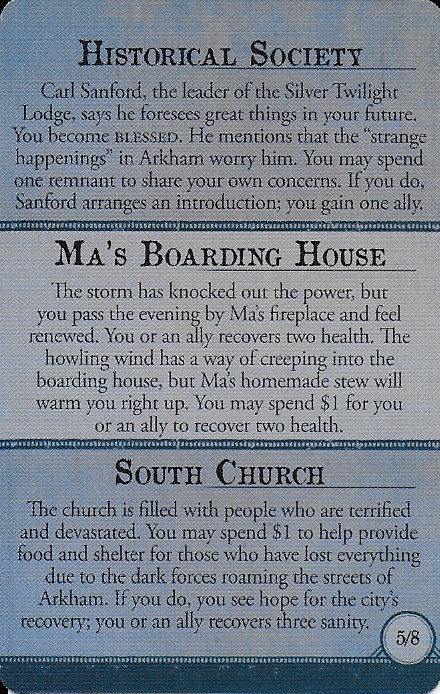 Historical Society
Carl Sanford, the leader of the Silver Twilight
Lodge, says he foresees great things in your future.
You become BLESSED. He mentions that the “strange
happenings” in Arkham worry him. You may spend
one remnant to share your own concerns. If you do,
Sanford arranges an introduction; you gain one ally.
Ma's Boarding House
The storm has knocked out the power, but
you pass the evening by Ma's fireplace and feel
renewed. You or an ally recovers two health. The
howling wind has a way of creeping into the
boarding house, but Ma's homemade stew will
warm you right up. You may spend $1 for you
or an ally to recover two health.
South Church
The church is filled with people who are terrified
and devastated. You may spend $1 to help provide
food and shelter for those who have lost everything
due to the dark forces roaming the streets of
Arkham. If you do, you see hope for the city's
recovery; you or an ally recovers three sanity.
5/8